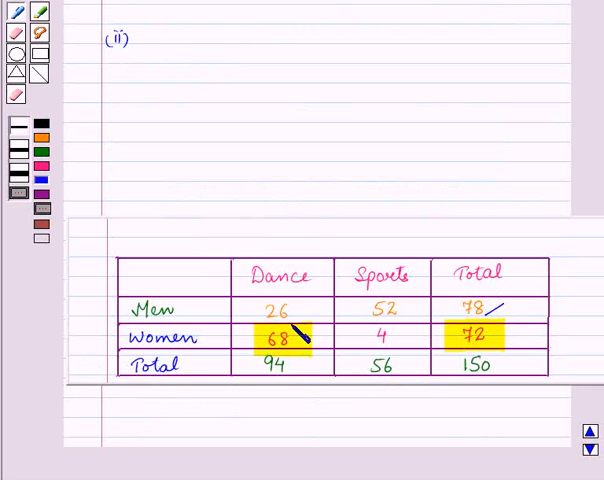 (ii)
Dance Sports Total
Men 26 52 78
Women 68 4 72
Total 94 56 150